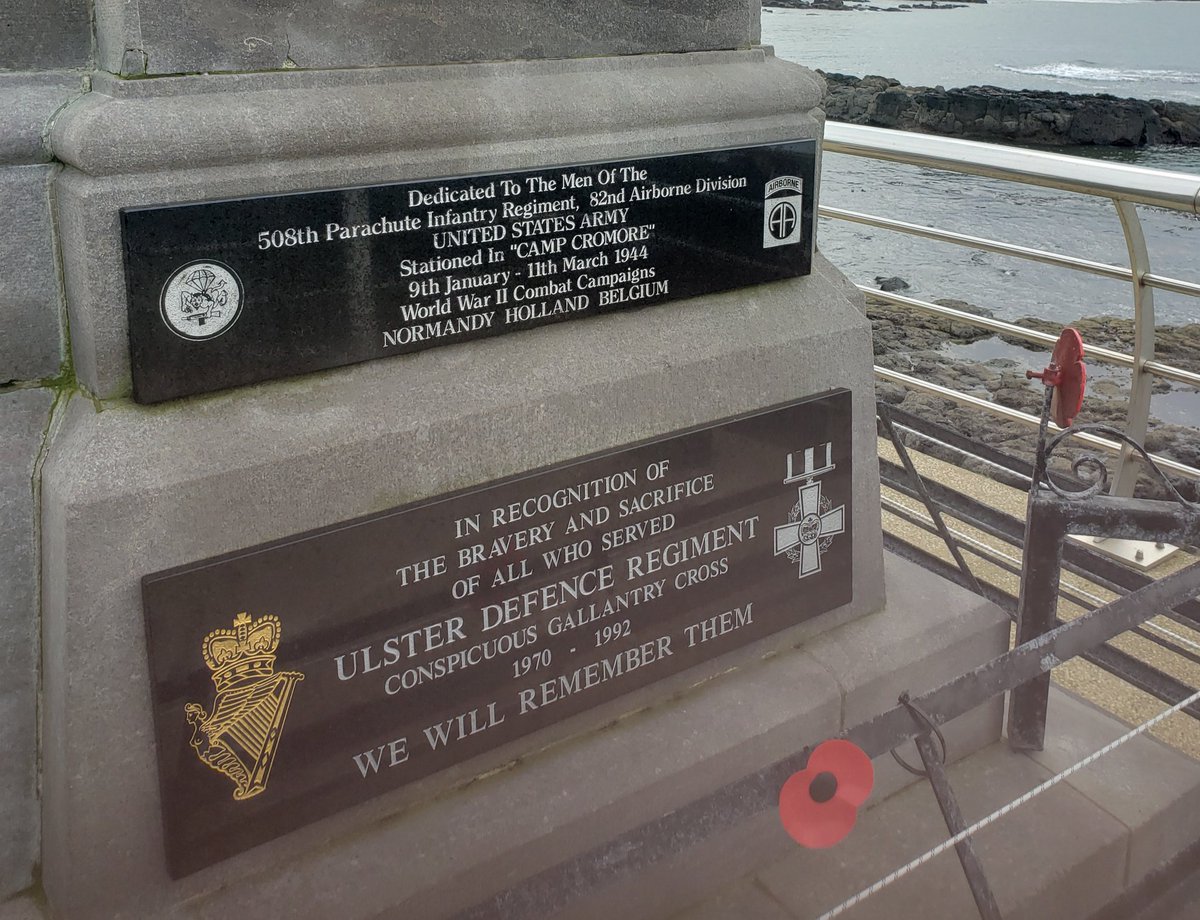 Dedicated To The Men Of The
508th Parachute Infantry Regiment, 82nd Airborne Division
UNITED STATES ARMY
Stationed In "CAMP CROMORE"
9th January - 11th March 1944
World War II Combat Campaigns
NORMANDY HOLLAND BELGIUM
AIRBORNE
AA
IN RECOGNITION OF
THE BRAVERY AND SACRIFICE
OF ALL WHO SERVED
ULSTER DEFENCE REGIMENT
CONSPICUOUS GALLANTRY CROSS
1970 - 1992
WE WILL REMEMBER THEM